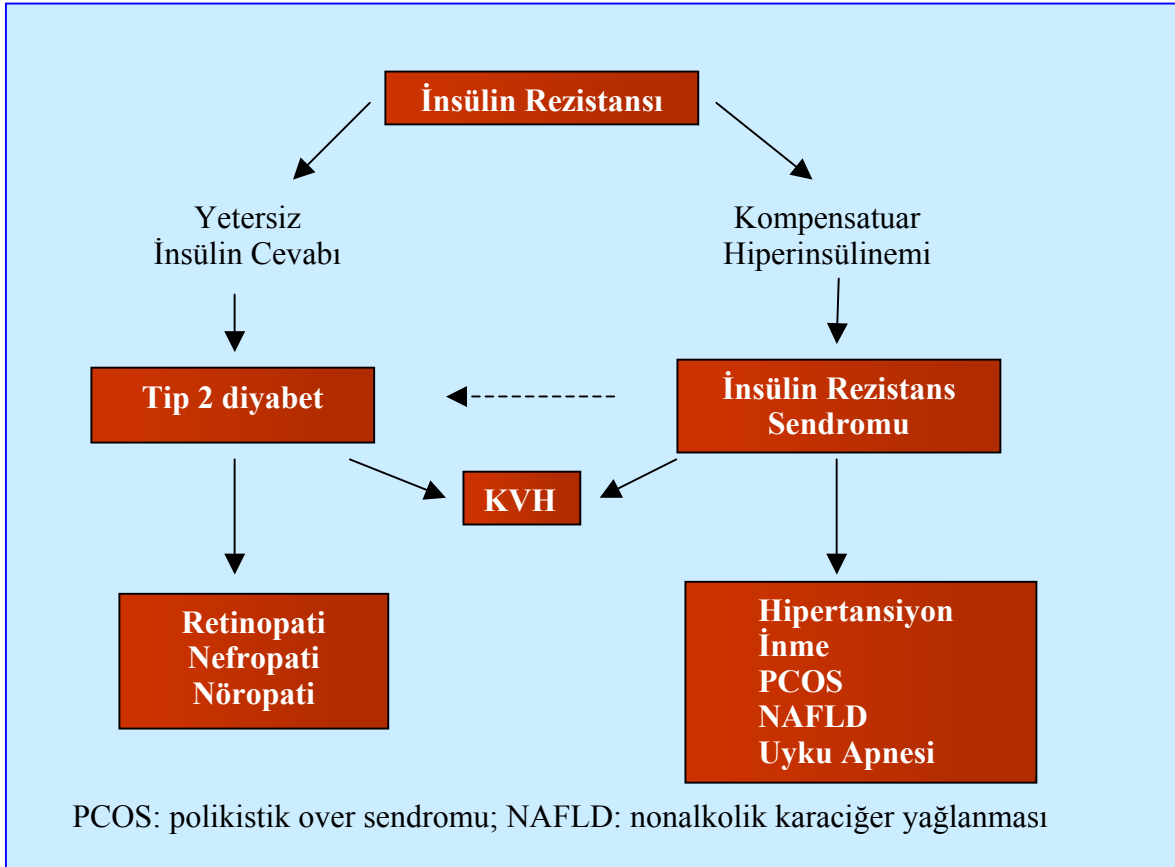 İnsülin Rezistansı
Yetersiz
İnsülin Cevabı
Kompensatuar
Hiperinsülinemi
Tip 2 diyabet
İnsülin Rezistans
Sendromu
KVH
Retinopati
Nefropati
Nöropati
Hipertansiyon
İnme
PCOS
NAFLD
Uyku Apnesi
PCOS: polikistik over sendromu; NAFLD: nonalkolik karaciğer yağlanması